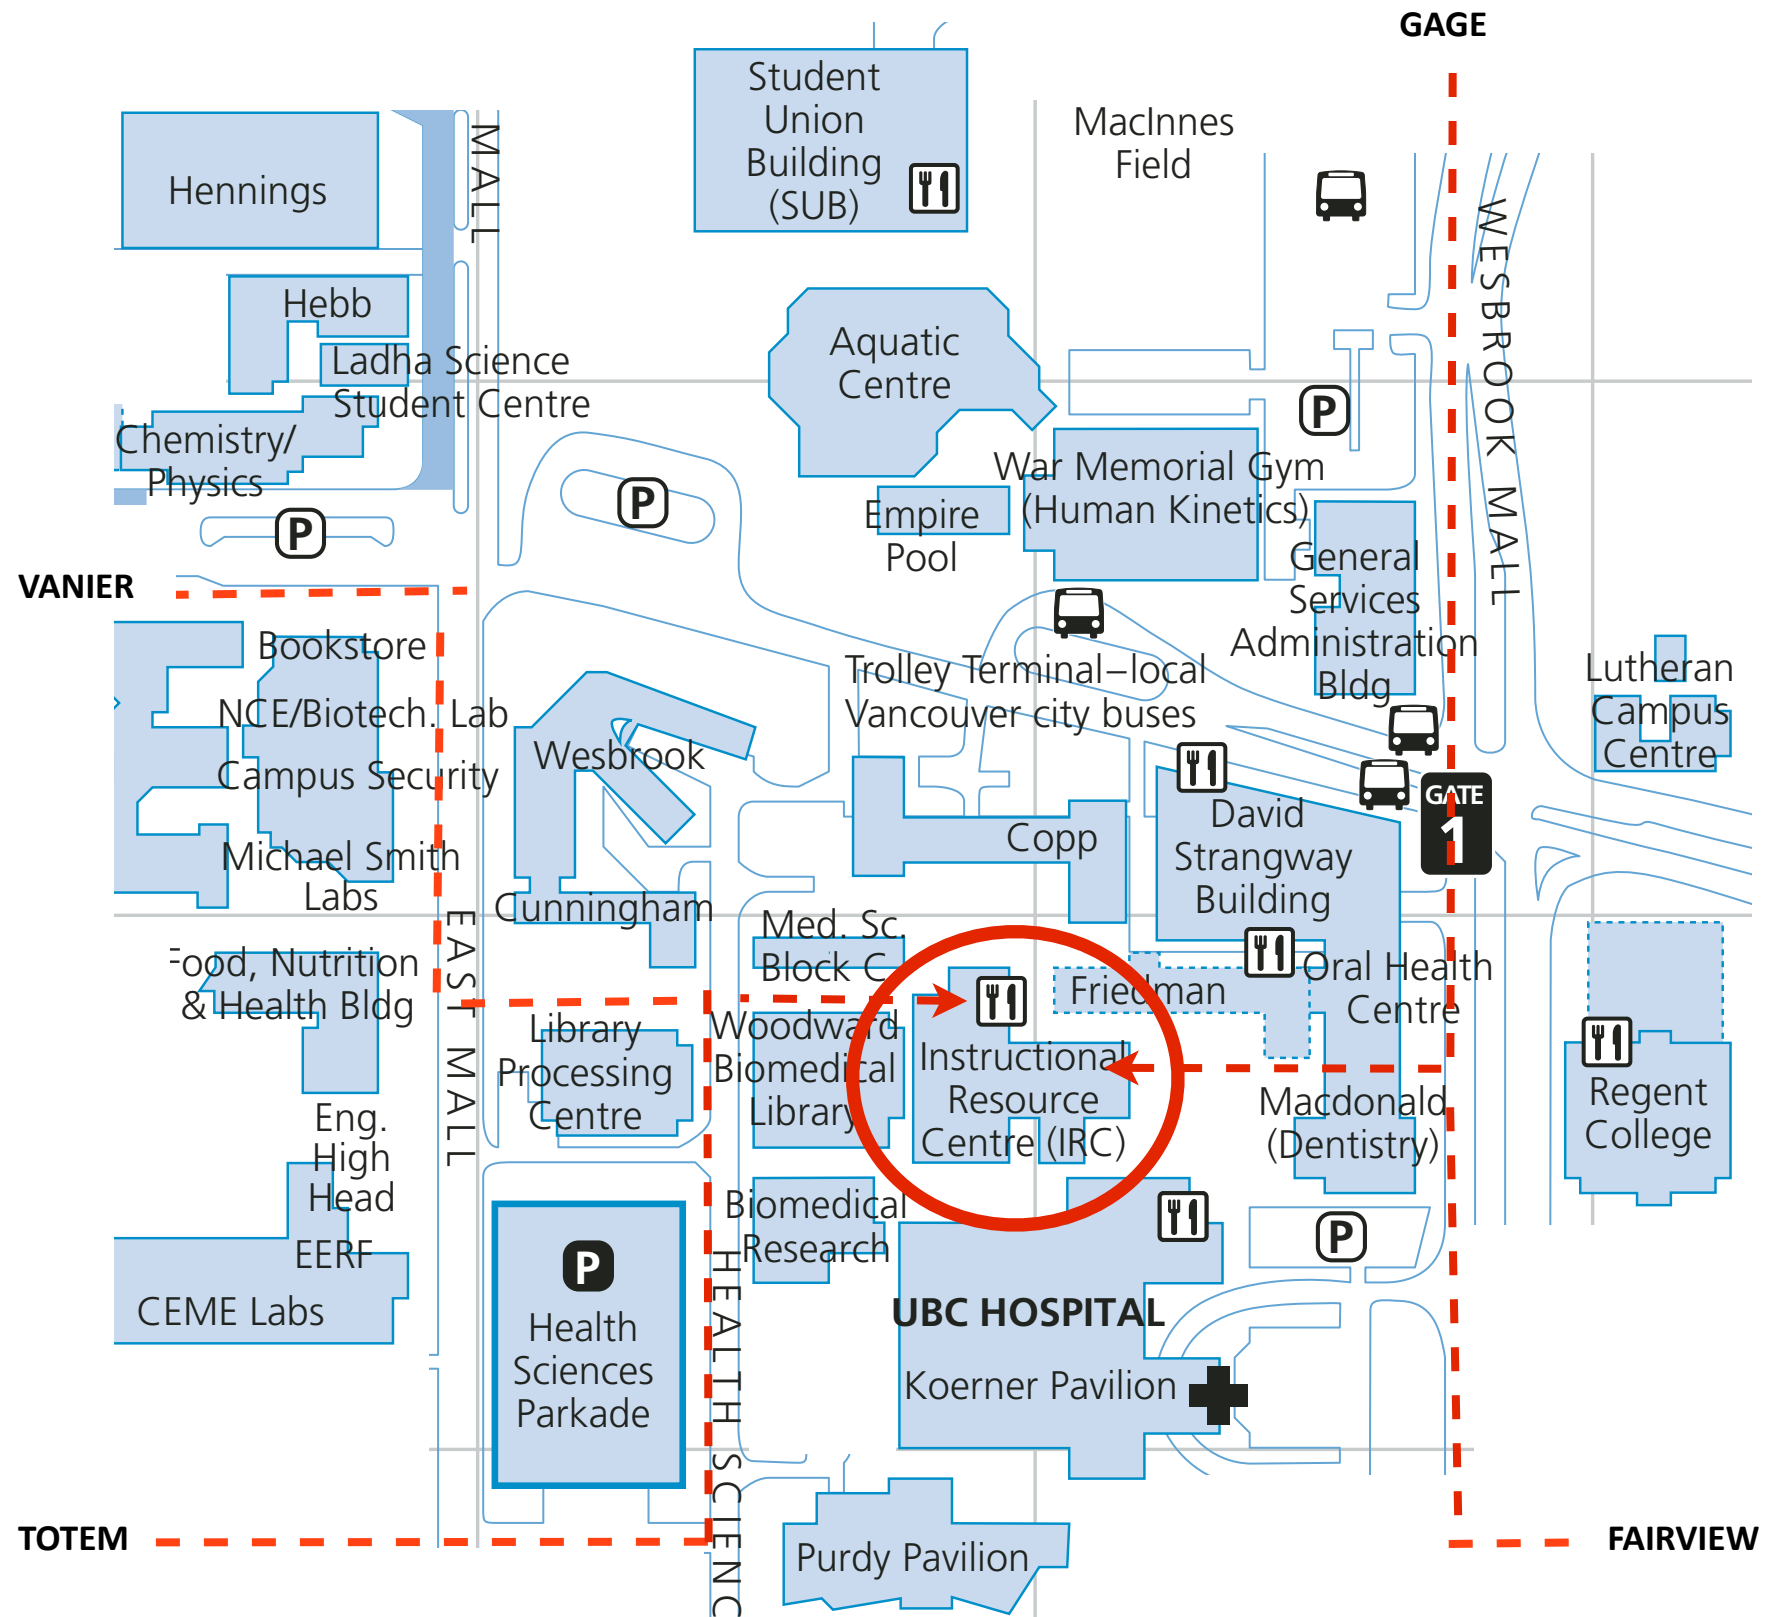 GAGE
Student
Union
Building
(SUB)
MacInnes
Field
MALL
Hennings
WESBROOK MALL
Hebb
Ladha Science
Student Centre
Aquatic
Centre
P
Chemistry/
Physics
War Memorial Gym
(Human Kinetics)
P
P
Empire
Pool
General
Services
Administration
Bldg
VANIER
Bookstore
Trolley Terminal–local
Vancouver city buses
Lutheran
Campus
Centre
NCE/Biotech. Lab
Wesbrook
Campus Security
GATE
1
David
Strangway
Building
Copp
Michael Smith
Labs
Cunningham
EAST MALL
Med. Sc.
Block C
Food, Nutrition
& Health Bldg
Friedman
Oral Health
Centre
Library
Processing
Centre
Woodward
Biomedical
Library
Instructional
Resource
Centre (IRC)
Macdonald
(Dentistry)
Regent
College
Eng.
High
Head
EERF
CEME Labs
Biomedical
Research
P
P
Health
Sciences
Parkade
HEALTH SCIENC
UBC HOSPITAL
Koerner Pavilion
TOTEM
Purdy Pavilion
FAIRVIEW